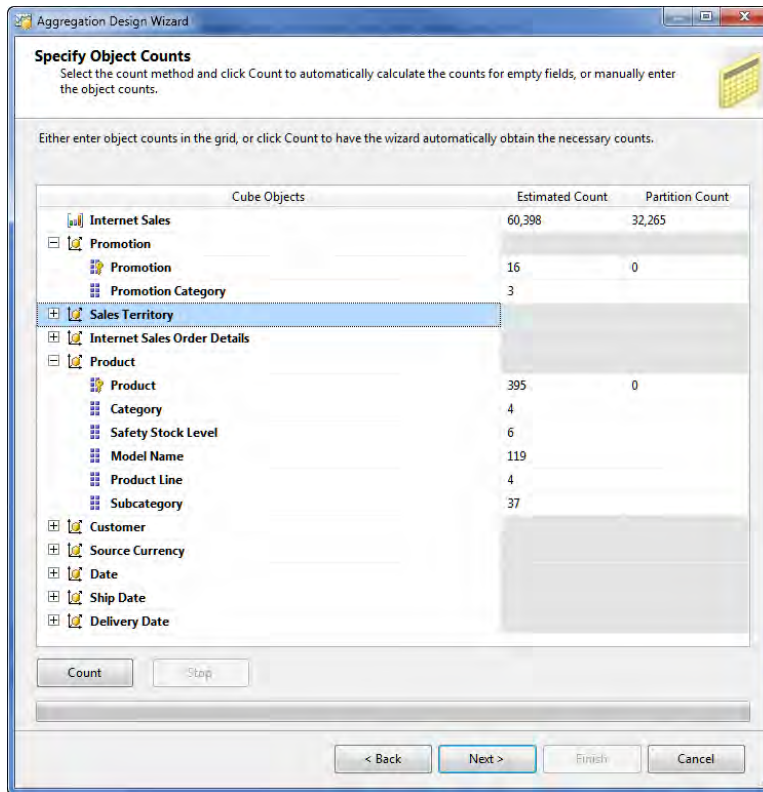 Aggregation Design Wizard
Specify Object Counts
Select the count method and click Count to automatically calculate the counts for empty fields, or manually enter
the object counts.
Either enter object counts in the grid, or click Count to have the wizard automatically obtain the necessary counts.
Cube Objects Estimated Count Partition Count
Internet Sales 60,398 32,265
Promotion
Promotion 16 0
Promotion Category 3
Sales Territory
Internet Sales Order Details
Product
Product 395 0
Category 4
Safety Stock Level 6
Model Name 119
Product Line 4
Subcategory 37
Customer
Source Currency
Date
Ship Date
Delivery Date
Count Stop
< Back Next > Finish Cancel